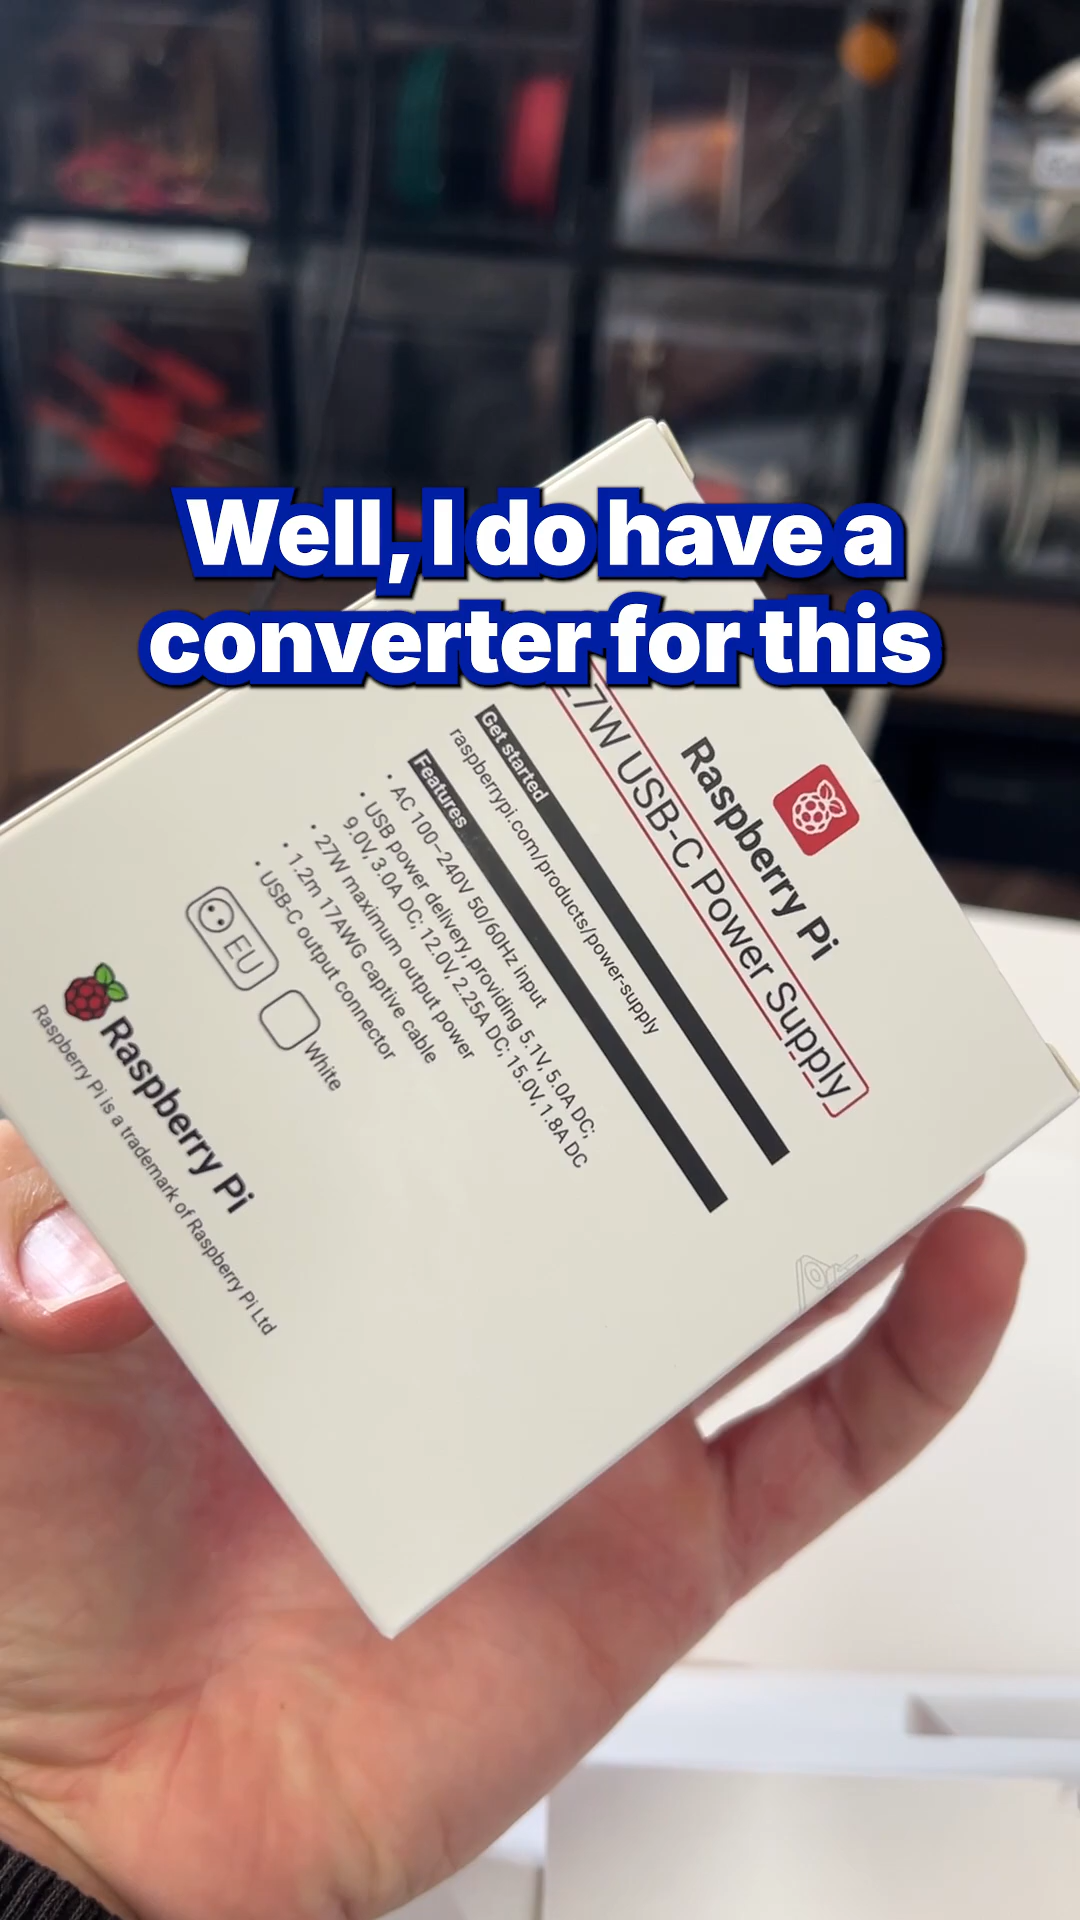 Well, I do have a
converter for this
Raspberry Pi
27W USB-C Power Supply
Get started
raspberrypi.com/products/power-supply
Features
• AC 100–240V 50/60Hz input
• USB power delivery, providing 5.1V, 5.0A DC;
9.0V, 3.0A DC; 12.0V, 2.25A DC; 15.0V, 1.8A DC
• 27W maximum output power
• 1.2m 17AWG captive cable
• USB-C output connector
EU
White
Raspberry Pi
Raspberry Pi is a trademark of Raspberry Pi Ltd